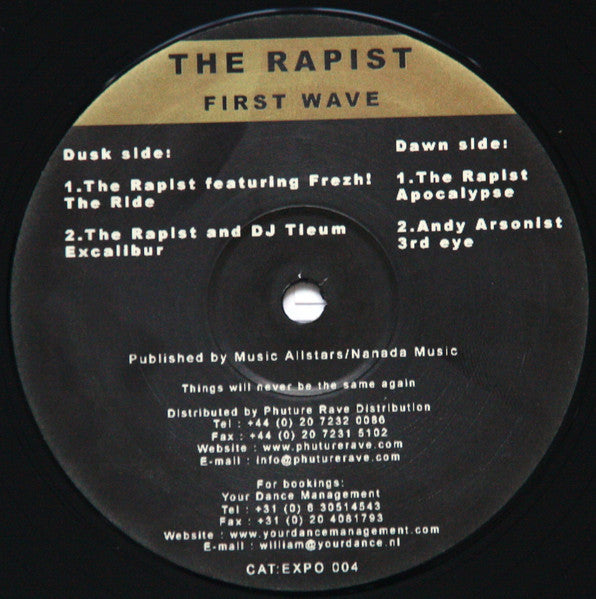 THE RAPIST
FIRST WAVE
Dusk side:
1.The Rapist featuring Frezh!
The Ride
2.The Rapist and DJ Tieum
Excalibur
Dawn side:
1.The Rapist
Apocalypse
2.Andy Arsonist
3rd eye
Published by Music Allstars/Nanada Music
Things will never be the same again
Distributed by Phuture Rave Distribution
Tel : +44 (0) 20 7232 0086
Fax : +44 (0) 20 7231 5102
Website : www.phuturerave.com
E-mail : info@phuturerave.com
For bookings:
Your Dance Management
Tel : +31 (0) 6 30514543
Fax : +31 (0) 20 4081793
Website : www.yourdancemanagement.com
E-mail : william@yourdance.nl
CAT:EXPO 004